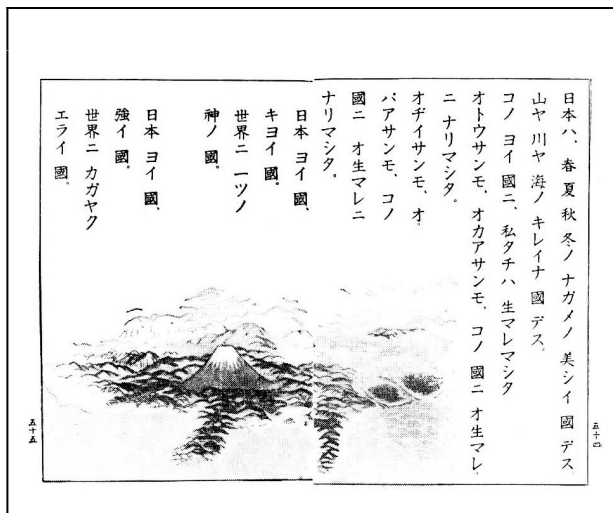 日本ハ、春夏秋冬ノ ナガメノ 美シイ 國 デス
山ヤ 川ヤ 海ノ キレイナ 國 デス、
コノ ヨイ 國ニ、私タチハ 生マレマシタ
オトウサンモ、オカアサンモ、コノ 國ニ オ生マレ
ニ ナリマシタ。
オヂイサンモ、オ
バアサンモ、コノ
國ニ オ生マレニ
ナリマシタ。
五十四
日本 ヨイ 國、
キヨイ 國。
世界ニ 一ツノ
神ノ 國。
日本 ヨイ 國、
強イ 國。
世界ニ カガヤク
エライ 國。
五十五